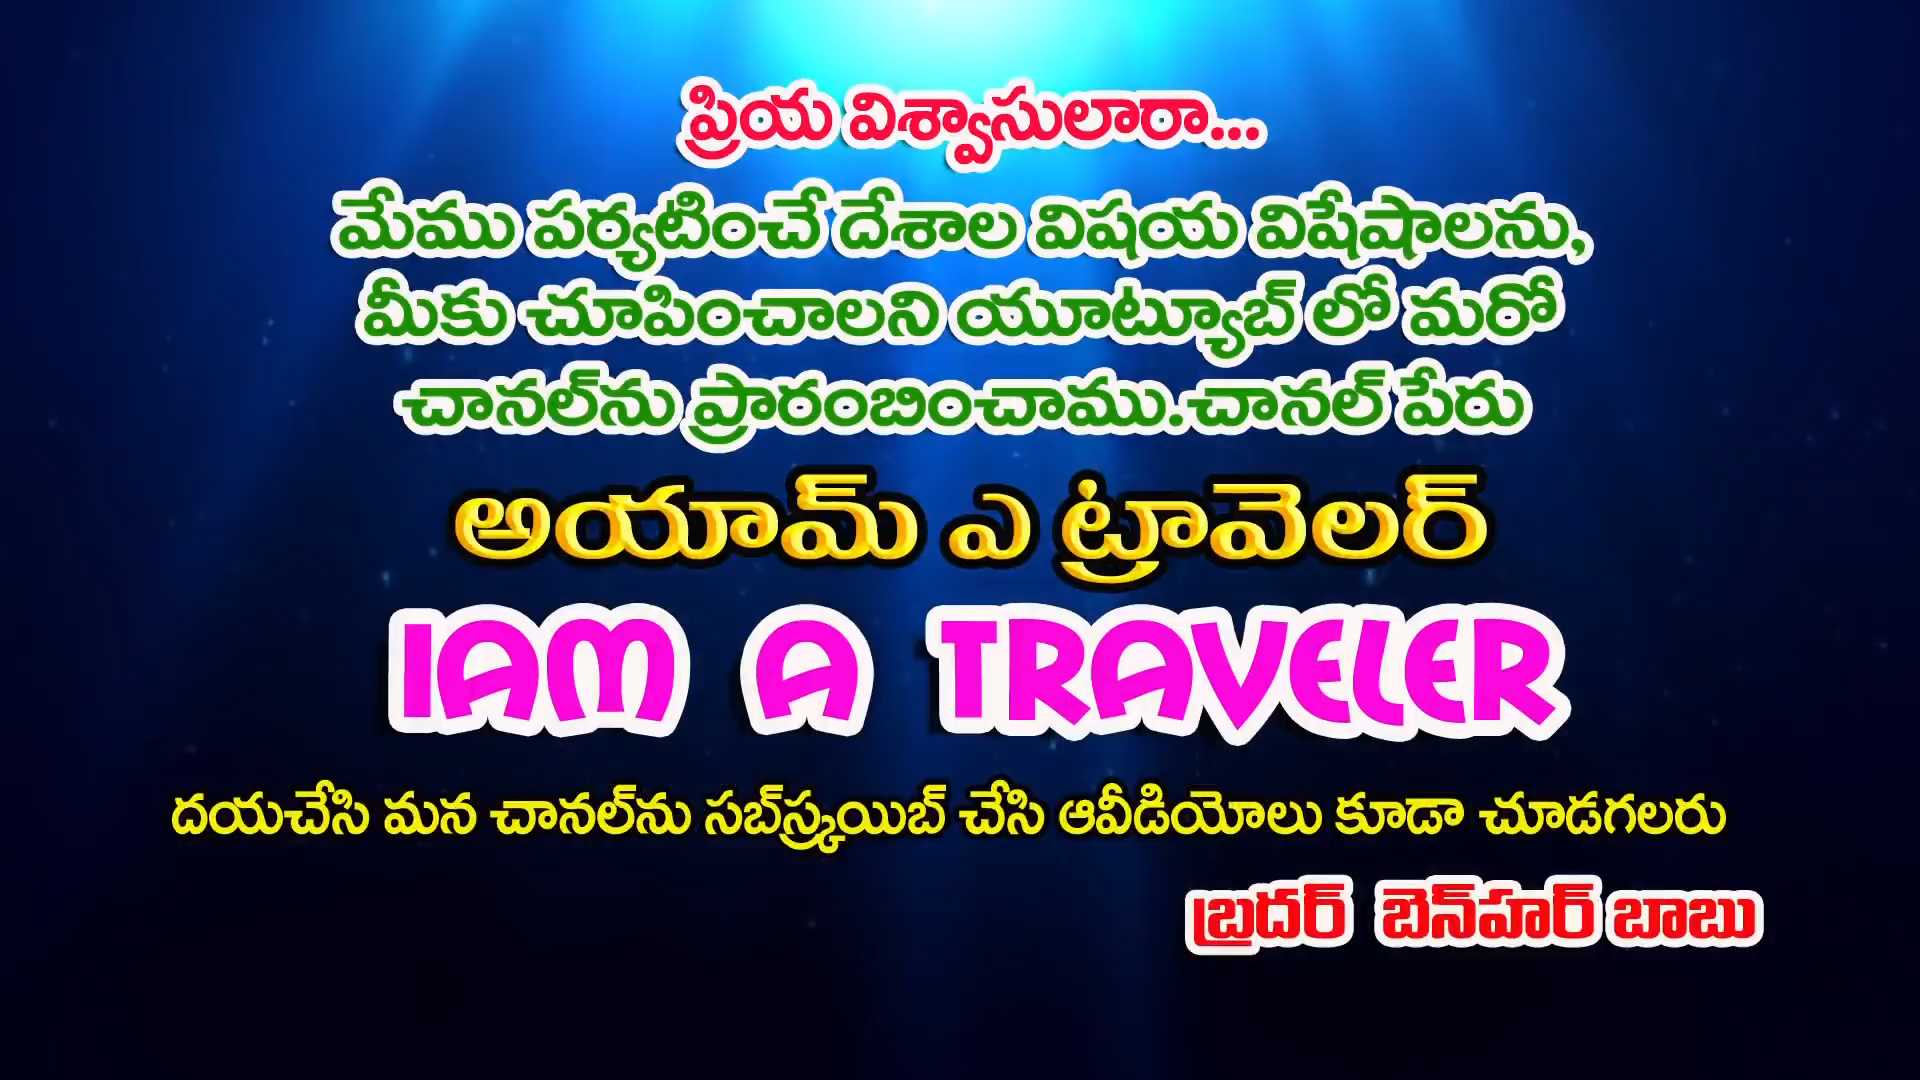 ప్రియ విశ్వాసులారా...
మేము పర్యటించే దేశాల విషయ విషేషాలను,
మీకు చూపించాలని యూట్యూబ్ లో మరో
చానల్‌ను ప్రారంబించాము.చానల్ పేరు
అయామ్ ఎ ట్రావెలర్
IAM A TRAVELER
దయచేసి మన చానల్‌ను సబ్‌స్క్రయిబ్ చేసి ఆవీడియోలు కూడా చూడగలరు
బ్రదర్ బెన్‌హర్ బాబు